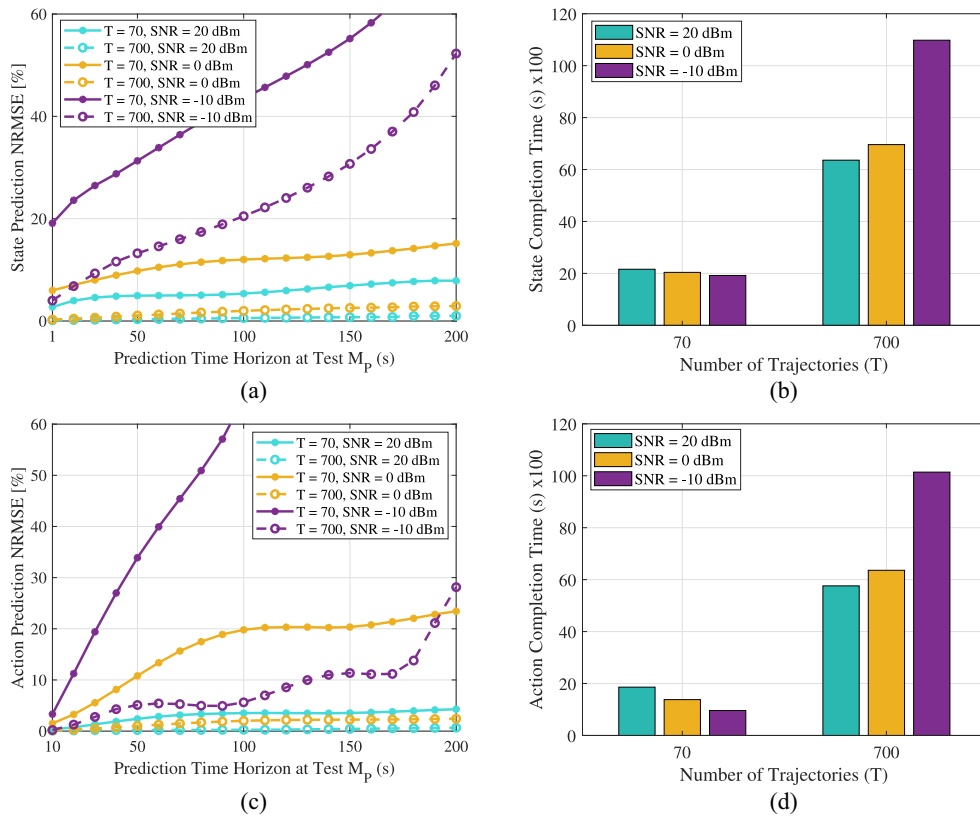 State Prediction NRMSE [%]
60
40
20
0
T = 70, SNR = 20 dBm
T = 700, SNR = 20 dBm
T = 70, SNR = 0 dBm
T = 700, SNR = 0 dBm
T = 70, SNR = -10 dBm
T = 700, SNR = -10 dBm
1 50 100 150 200
Prediction Time Horizon at Test M_P (s)
(a)
State Completion Time (s) x100
120
100
80
60
40
20
0
SNR = 20 dBm
SNR = 0 dBm
SNR = -10 dBm
70 700
Number of Trajectories (T)
(b)
Action Prediction NRMSE [%]
60
50
40
30
20
10
0
T = 70, SNR = 20 dBm
T = 700, SNR = 20 dBm
T = 70, SNR = 0 dBm
T = 700, SNR = 0 dBm
T = 70, SNR = -10 dBm
T = 700, SNR = -10 dBm
10 50 100 150 200
Prediction Time Horizon at Test M_P (s)
(c)
Action Completion Time (s) x100
120
100
80
60
40
20
0
SNR = 20 dBm
SNR = 0 dBm
SNR = -10 dBm
70 700
Number of Trajectories (T)
(d)